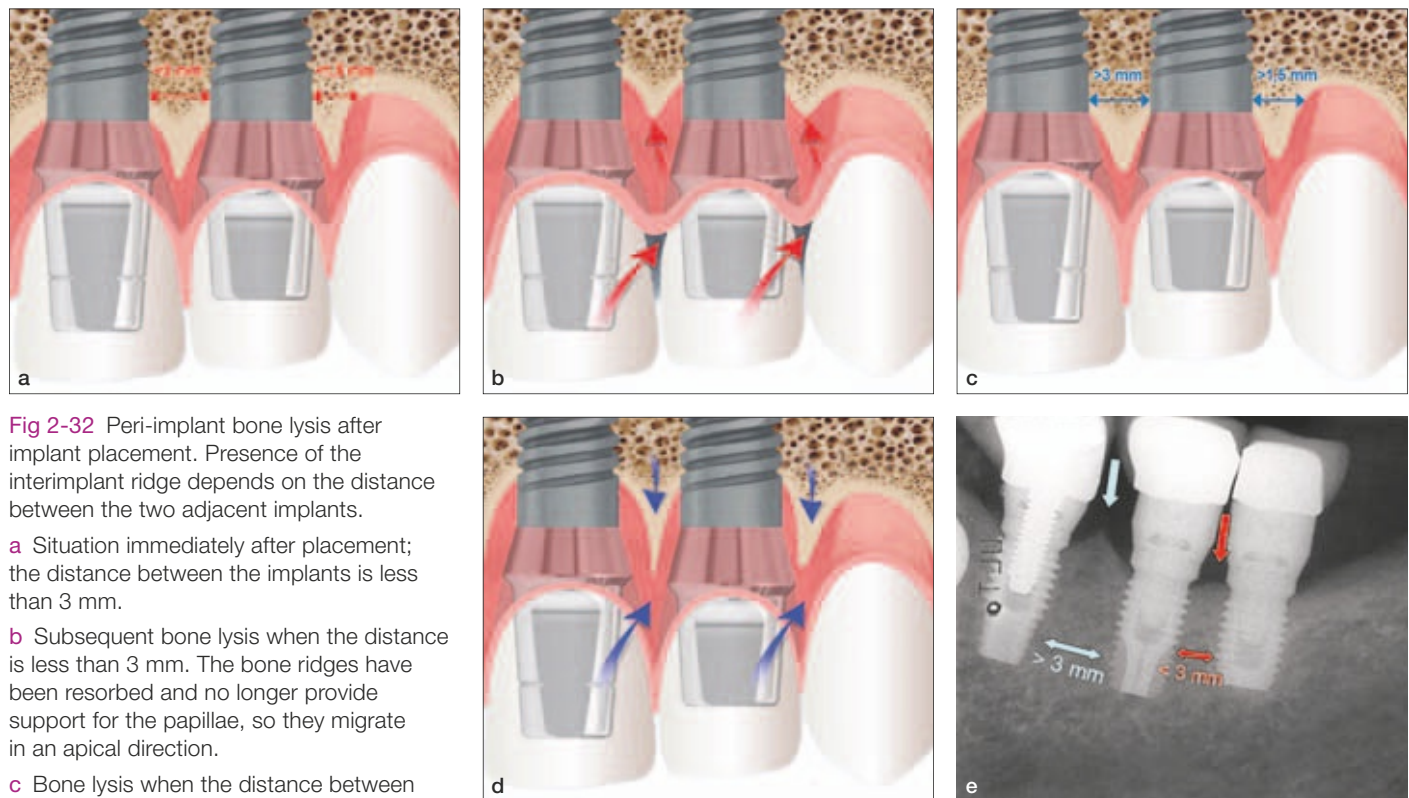 <3 mm
>3 mm
>1,5 mm
a
b
c
Fig 2-32 Peri-implant bone lysis after
implant placement. Presence of the
interimplant ridge depends on the distance
between the two adjacent implants.
a Situation immediately after placement;
the distance between the implants is less
than 3 mm.
b Subsequent bone lysis when the distance
is less than 3 mm. The bone ridges have
been resorbed and no longer provide
support for the papillae, so they migrate
in an apical direction.
c Bone lysis when the distance between
d
> 3 mm
< 3 mm
e